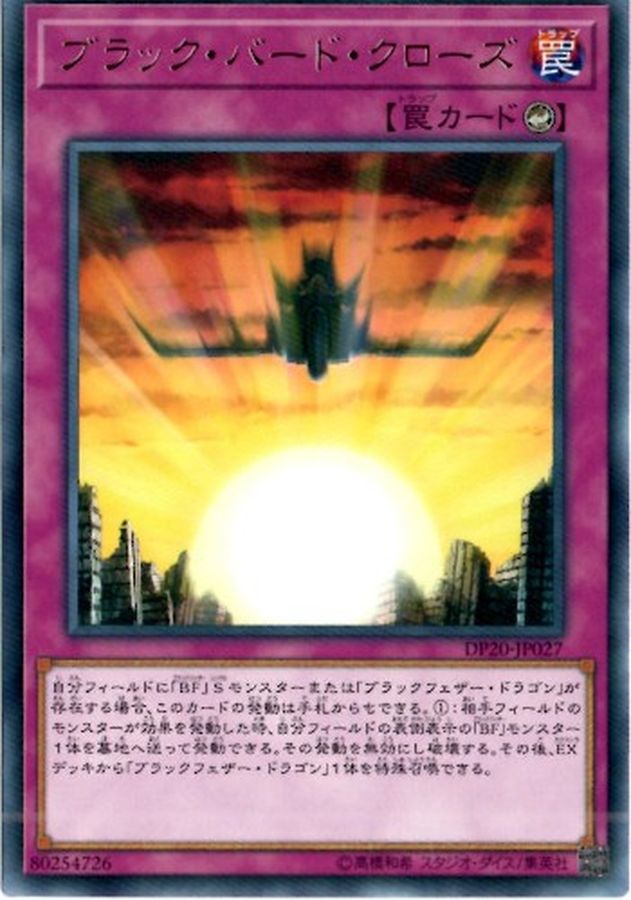 ブラック・バード・クローズ
トラップ
罠
トラップ
【罠カード】
DP20-JP027
自分フィールドに「BF」Sモンスターまたは「ブラックフェザー・ドラゴン」が
存在する場合、このカードの発動は手札からもできる。①:相手フィールドの
モンスターが効果を発動した時、自分フィールドの表側表示の「BF」モンスター
1体を墓地へ送って発動できる。その発動を無効にし破壊する。その後、EX
デッキから「ブラックフェザー・ドラゴン」1体を特殊召喚できる。
80254726
©高橋和希 スタジオ・ダイス/集英社